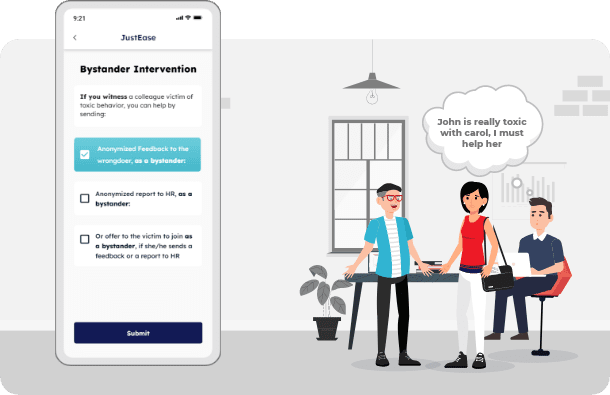 9:21
JustEase
Bystander Intervention
If you witness a colleague victim of
toxic behavior, you can help by
sending:
Anonymized Feedback to the
wrongdoer, as a bystander:
Anonymized report to HR, as a
bystander:
Or offer to the victim to join as
a bystander, if she/he sends a
feedback or a report to HR
Submit
John is really toxic
with carol, I must
help her